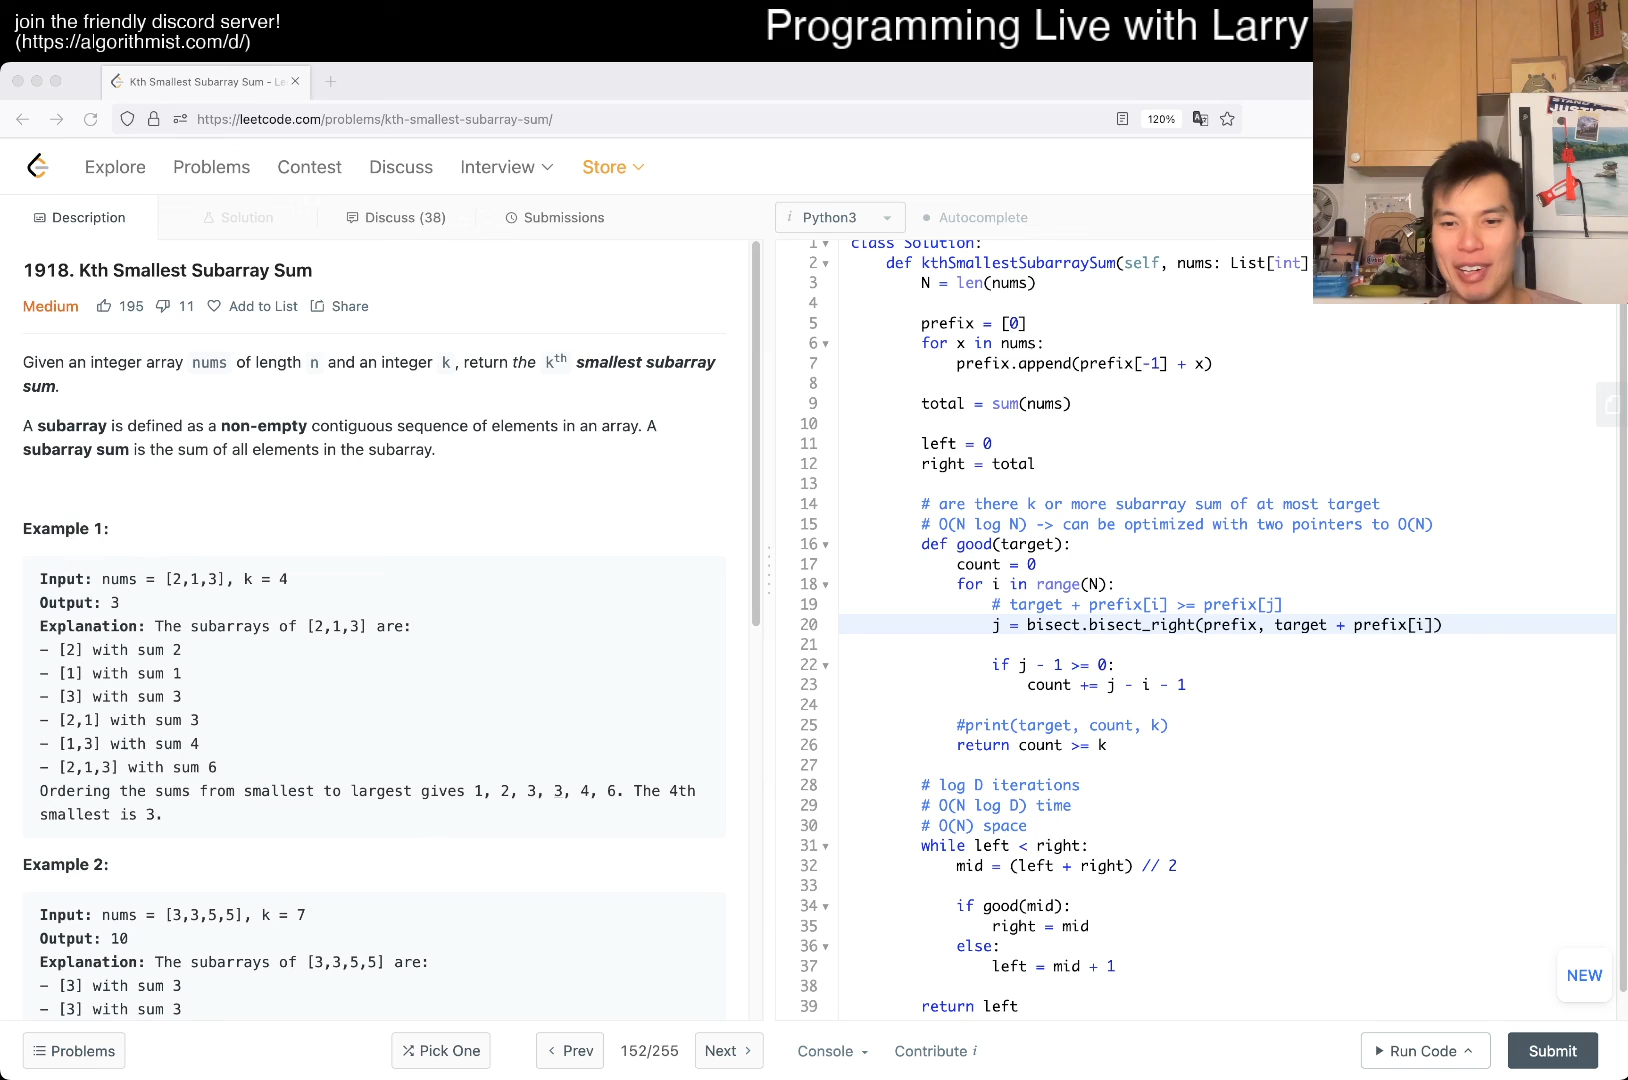 join the friendly discord server!
(https://algorithmist.com/d/)
Programming Live with Larry
Kth Smallest Subarray Sum - Le
https://leetcode.com/problems/kth-smallest-subarray-sum/
120%
Explore
Problems
Contest
Discuss
Interview
Store
Description
Solution
Discuss (38)
Submissions
i Python3
Autocomplete
1918. Kth Smallest Subarray Sum
Medium
195
11
Add to List
Share
Given an integer array nums of length n and an integer k, return the kth smallest subarray
sum.
A subarray is defined as a non-empty contiguous sequence of elements in an array. A
subarray sum is the sum of all elements in the subarray.
Example 1:
Input: nums = [2,1,3], k = 4
Output: 3
Explanation: The subarrays of [2,1,3] are:
- [2] with sum 2
- [1] with sum 1
- [3] with sum 3
- [2,1] with sum 3
- [1,3] with sum 4
- [2,1,3] with sum 6
Ordering the sums from smallest to largest gives 1, 2, 3, 3, 4, 6. The 4th
smallest is 3.
Example 2:
Input: nums = [3,3,5,5], k = 7
Output: 10
Explanation: The subarrays of [3,3,5,5] are:
- [3] with sum 3
- [3] with sum 3
1 class Solution:
2 def kthSmallestSubarraySum(self, nums: List[int]
3 N = len(nums)
4
5 prefix = [0]
6 for x in nums:
7 prefix.append(prefix[-1] + x)
8
9 total = sum(nums)
10
11 left = 0
12 right = total
13
14 # are there k or more subarray sum of at most target
15 # O(N log N) -> can be optimized with two pointers to O(N)
16 def good(target):
17 count = 0
18 for i in range(N):
19 # target + prefix[i] >= prefix[j]
20 j = bisect.bisect_right(prefix, target + prefix[i])
21
22 if j - 1 >= 0:
23 count += j - i - 1
24
25 #print(target, count, k)
26 return count >= k
27
28 # log D iterations
29 # O(N log D) time
30 # O(N) space
31 while left < right:
32 mid = (left + right) // 2
33
34 if good(mid):
35 right = mid
36 else:
37 left = mid + 1
38
39 return left
NEW
Problems
Pick One
Prev
152/255
Next
Console
Contribute i
Run Code
Submit